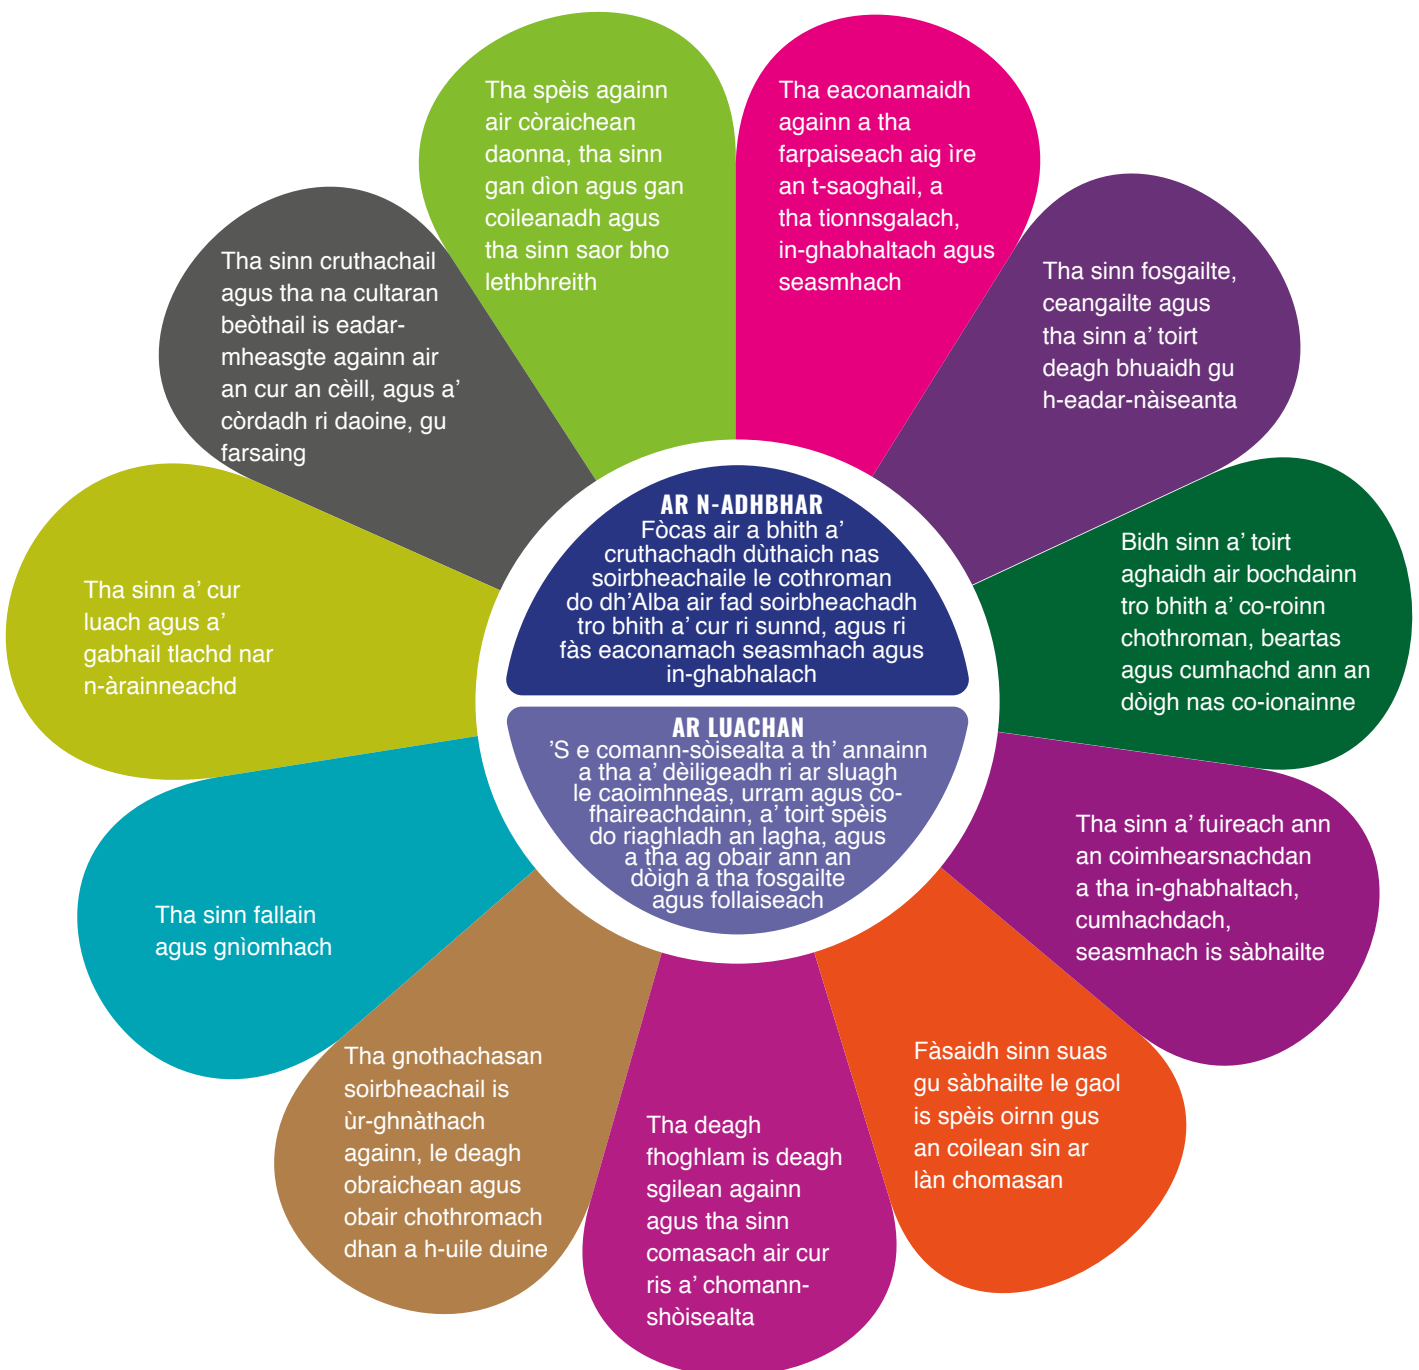 Tha spèis againn
air còraichean
daonna, tha sinn
gan dìon agus gan
coileanadh agus
tha sinn saor bho
lethbhreith
Tha eaconamaidh
againn a tha
farpaiseach aig ìre
an t-saoghail, a
tha tionnsgalach,
in-ghabhaltach agus
seasmhach
Tha sinn fosgailte,
ceangailte agus
tha sinn a’ toirt
deagh bhuaidh gu
h-eadar-nàiseanta
Bidh sinn a’ toirt
aghaidh air bochdainn
tro bhith a’ co-roinn
chothroman, beartas
agus cumhachd ann an
dòigh nas co-ionainne
Tha sinn a’ fuireach ann
an coimhearsnachdan
a tha in-ghabhaltach,
cumhachdach,
seasmhach is sàbhailte
Fàsaidh sinn suas
gu sàbhailte le gaol
is spèis oirnn gus
an coilean sin ar
làn chomasan
Tha deagh
fhoghlam is deagh
sgilean againn
agus tha sinn
comasach air cur
ris a’ chomann-
shòisealta
Tha gnothachasan
soirbheachail is
ùr-ghnàthach
againn, le deagh
obraichean agus
obair chothromach
dhan a h-uile duine
Tha sinn fallain
agus gnìomhach
Tha sinn a’ cur
luach agus a’
gabhail tlachd nar
n-àrainneachd
Tha sinn cruthachail
agus tha na cultaran
beòthail is eadar-
mheasgte againn air
an cur an cèill, agus a’
còrdadh ri daoine, gu
farsaing
AR N-ADHBHAR
Fòcas air a bhith a’
cruthachadh dùthaich nas
soirbheachaile le cothroman
do dh’Alba air fad soirbheachadh
tro bhith a’ cur ri sunnd, agus ri
fàs eaconamach seasmhach agus
in-ghabhalach
AR LUACHAN
’S e comann-sòisealta a th’ annainn
a tha a’ dèiligeadh ri ar sluagh
le caoimhneas, urram agus co-
fhaireachdainn, a’ toirt spèis
do riaghladh an lagha, agus
a tha ag obair ann an
dòigh a tha fosgailte
agus follaiseach